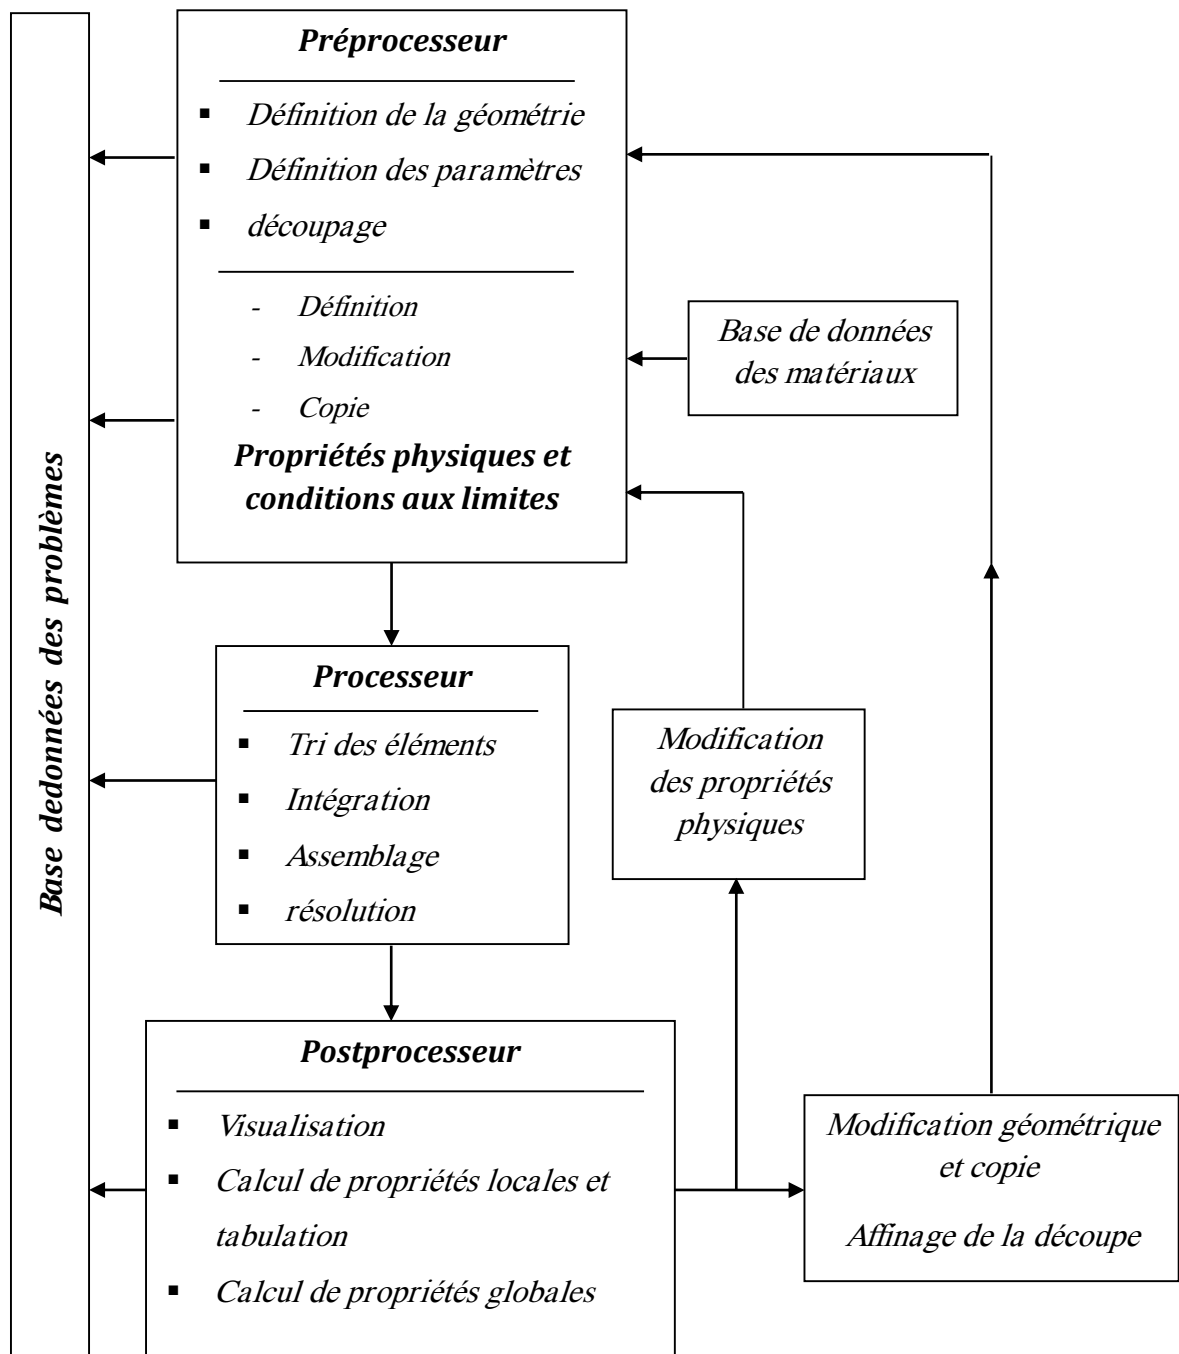 Préprocesseur
▪ Définition de la géométrie
▪ Définition des paramètres
▪ découpage
- Définition
- Modification
- Copie
Propriétés physiques et
conditions aux limites
Base de données
des matériaux
Base dedonnées des problèmes
Processeur
▪ Tri des éléments
▪ Intégration
▪ Assemblage
▪ résolution
Modification
des propriétés
physiques
Postprocesseur
▪ Visualisation
▪ Calcul de propriétés locales et
tabulation
▪ Calcul de propriétés globales
Modification géométrique
et copie
Affinage de la découpe